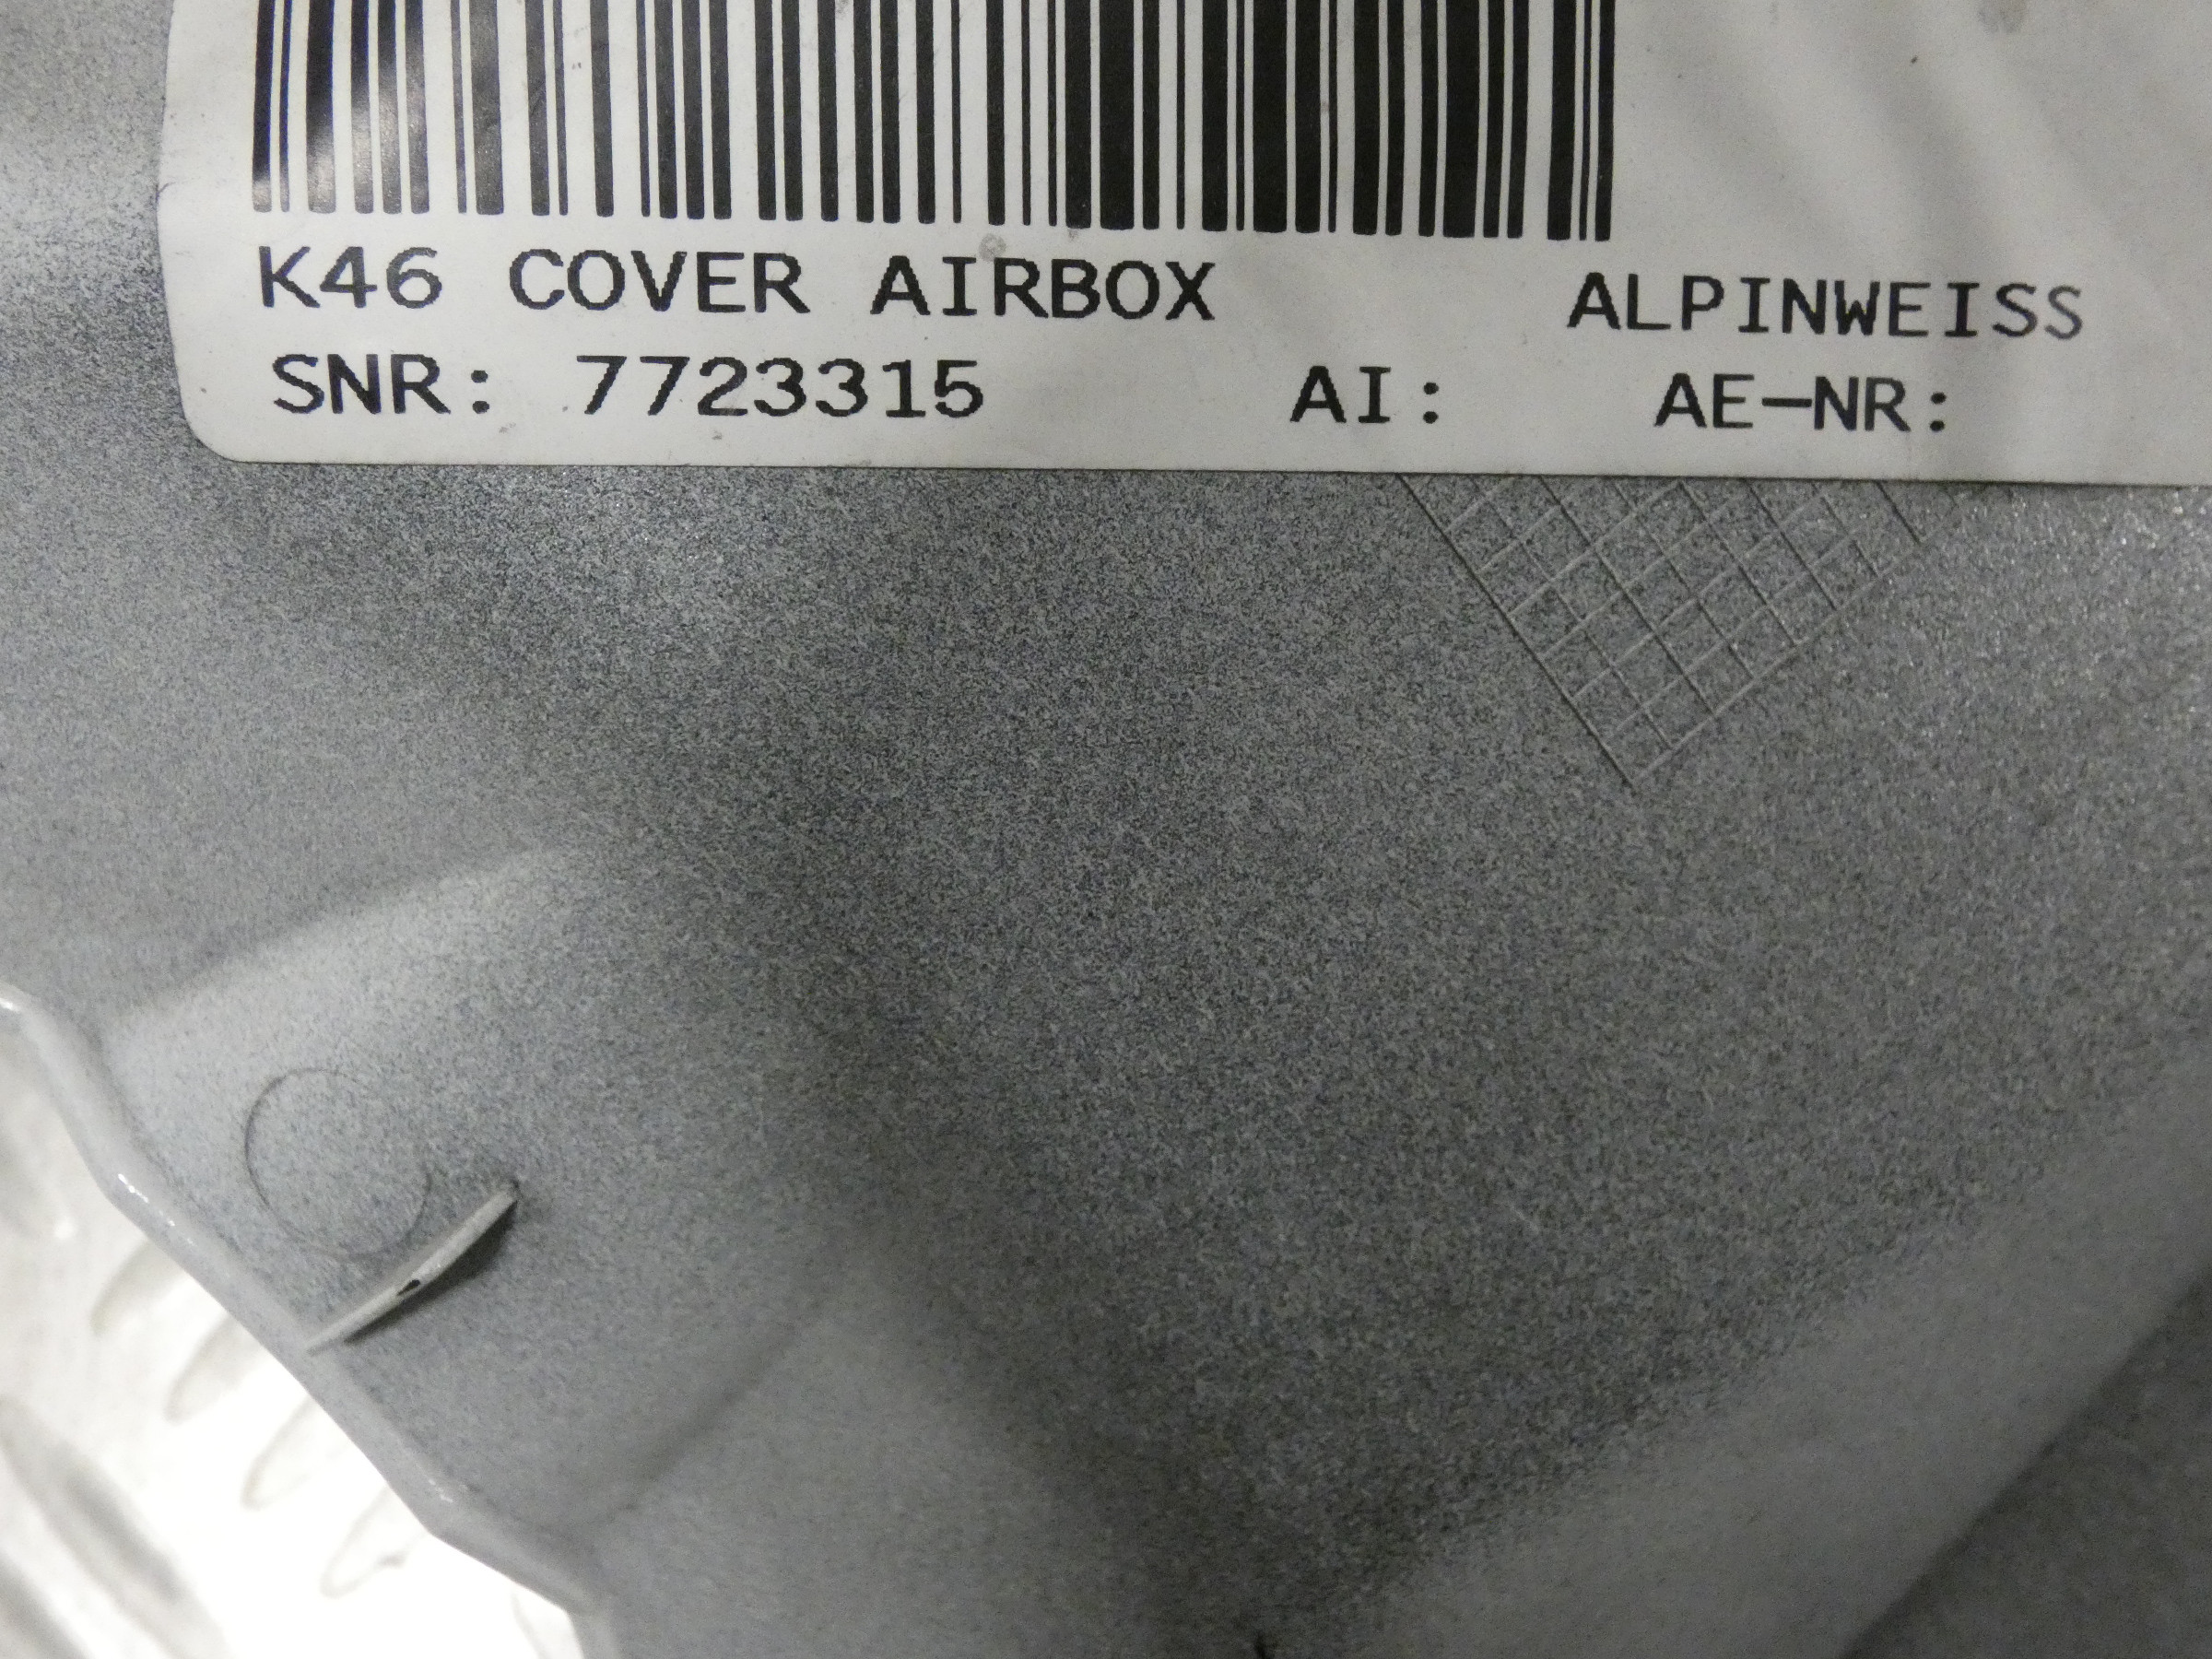 K46 COVER AIRBOX ALPINWEISS
SNR: 7723315 AI: AE-NR: